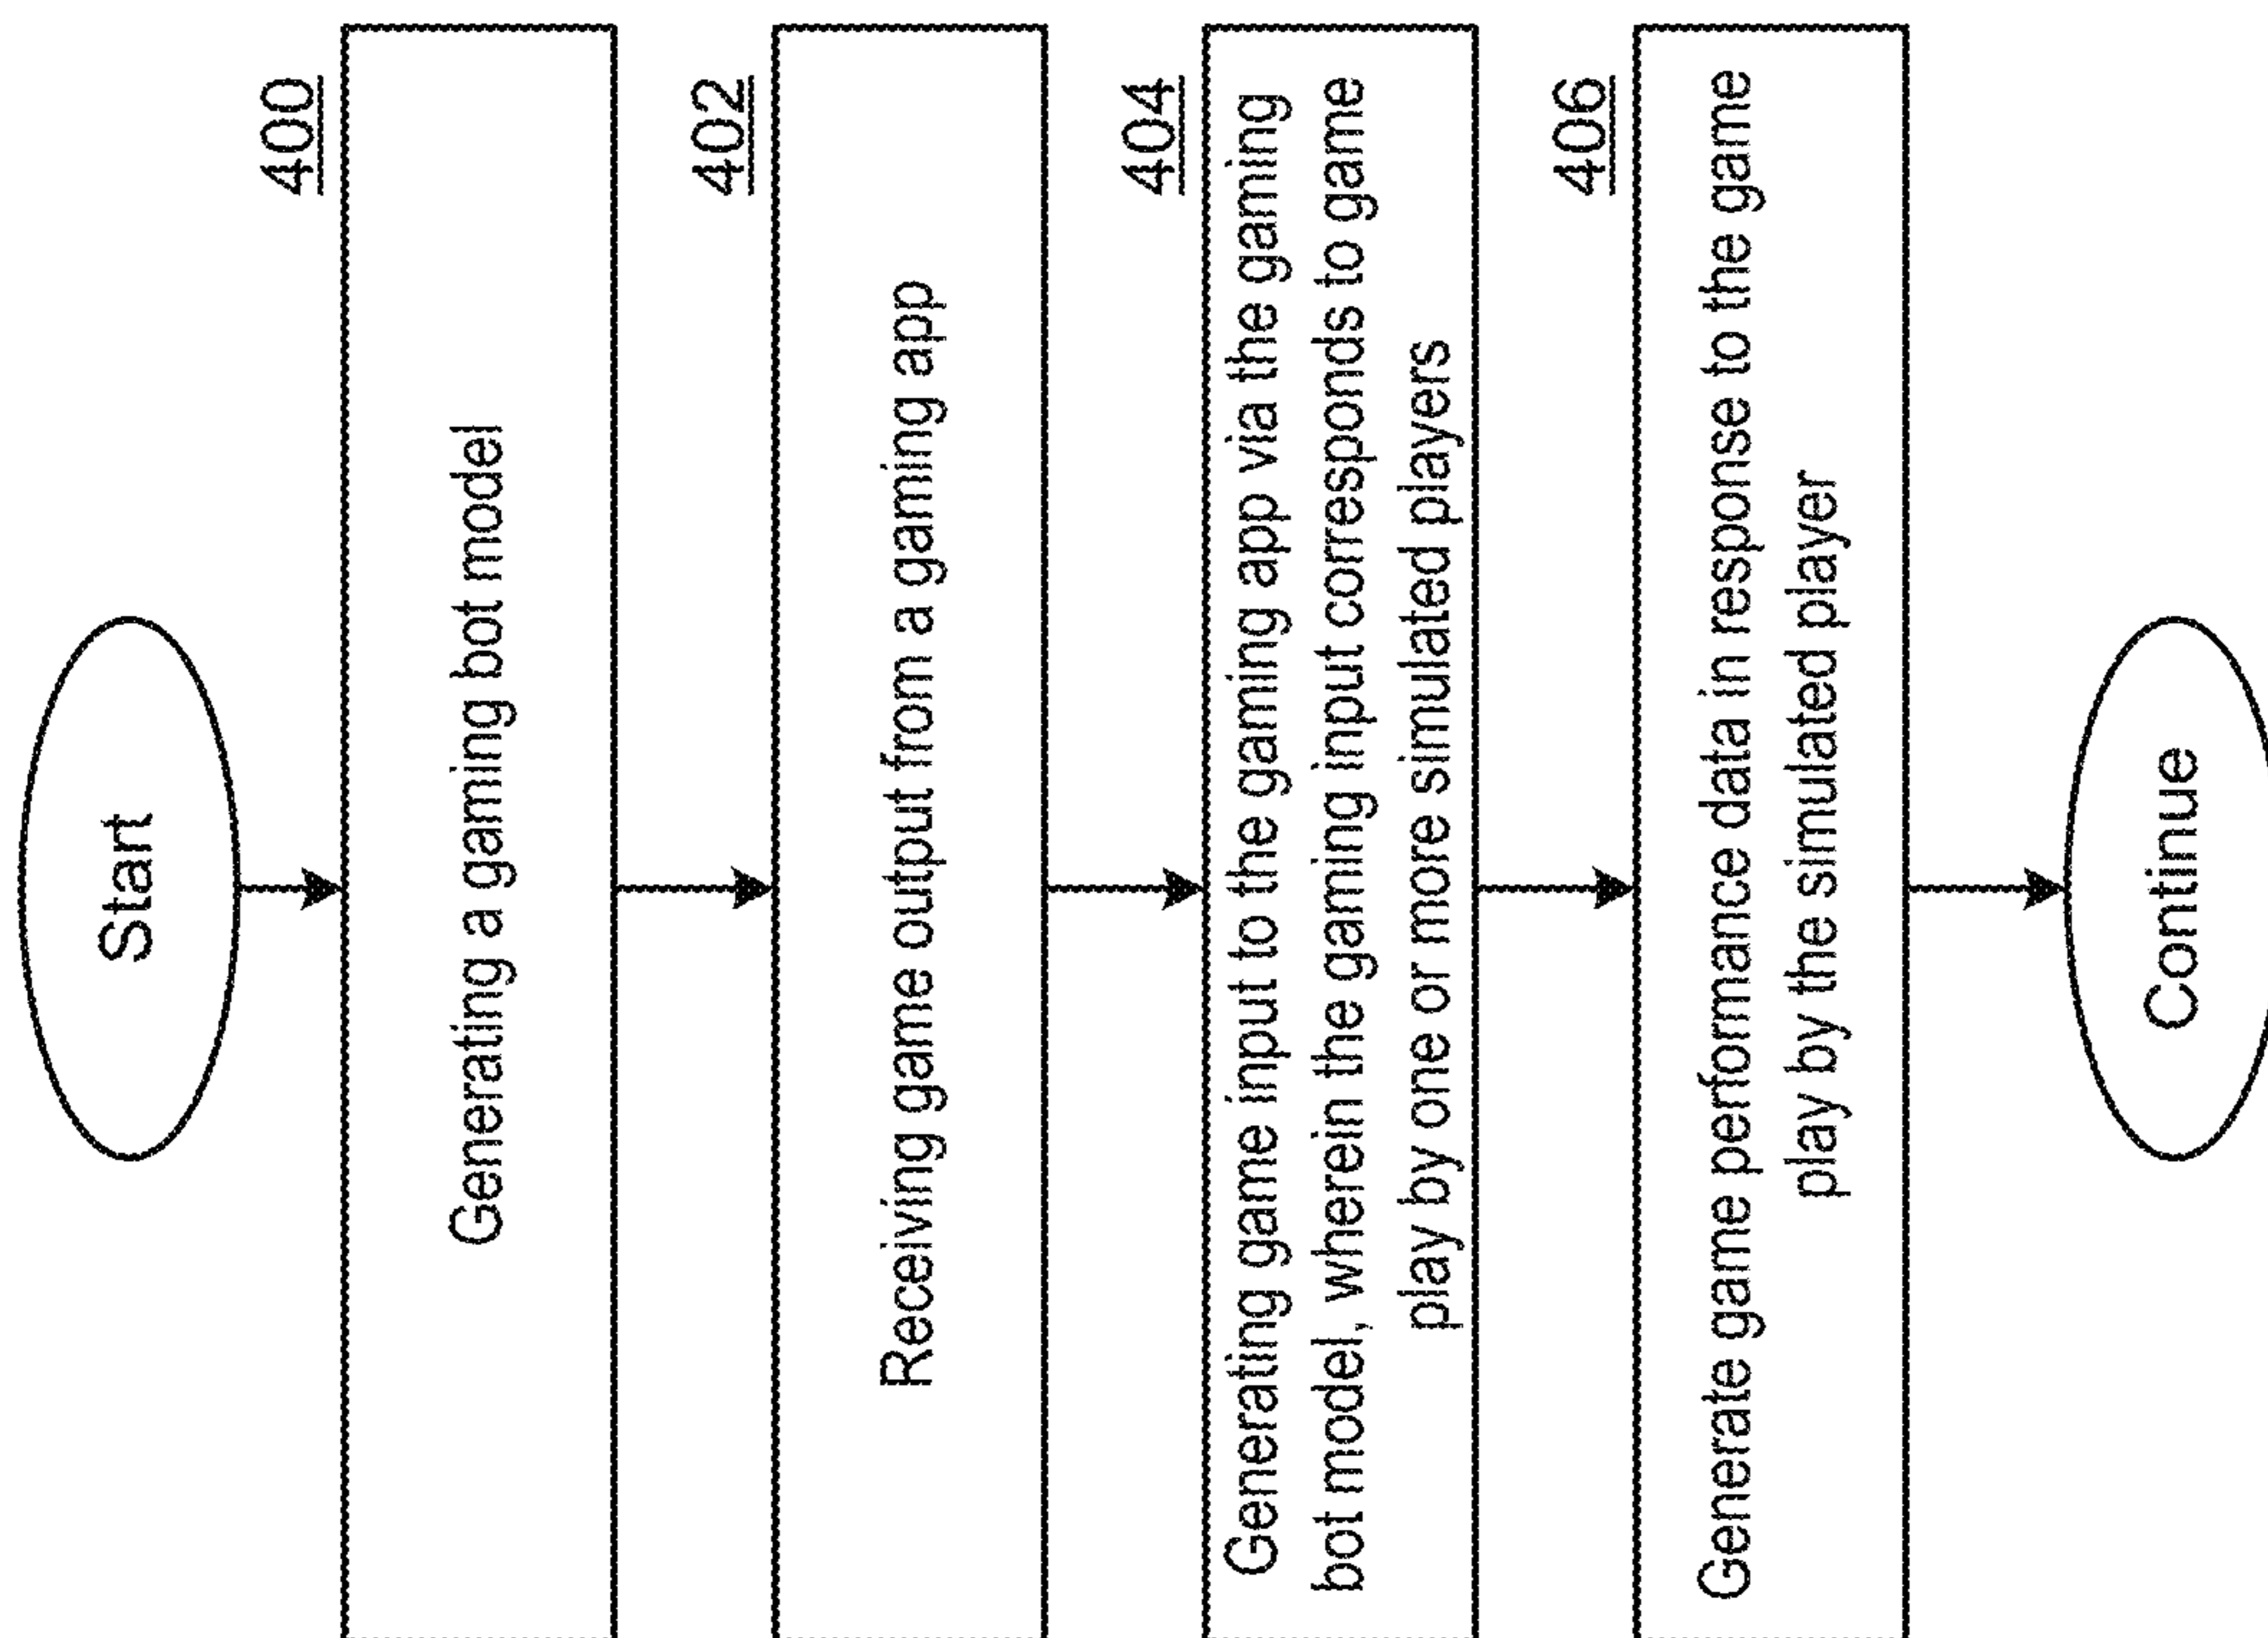 Start
400
Generating a gaming bot model
402
Receiving game output from a gaming app
404
Generating game input to the gaming app via the gaming
bot model, wherein the gaming input corresponds to game
play by one or more simulated players
406
Generate game performance data in response to the game
play by the simulated player
Continue